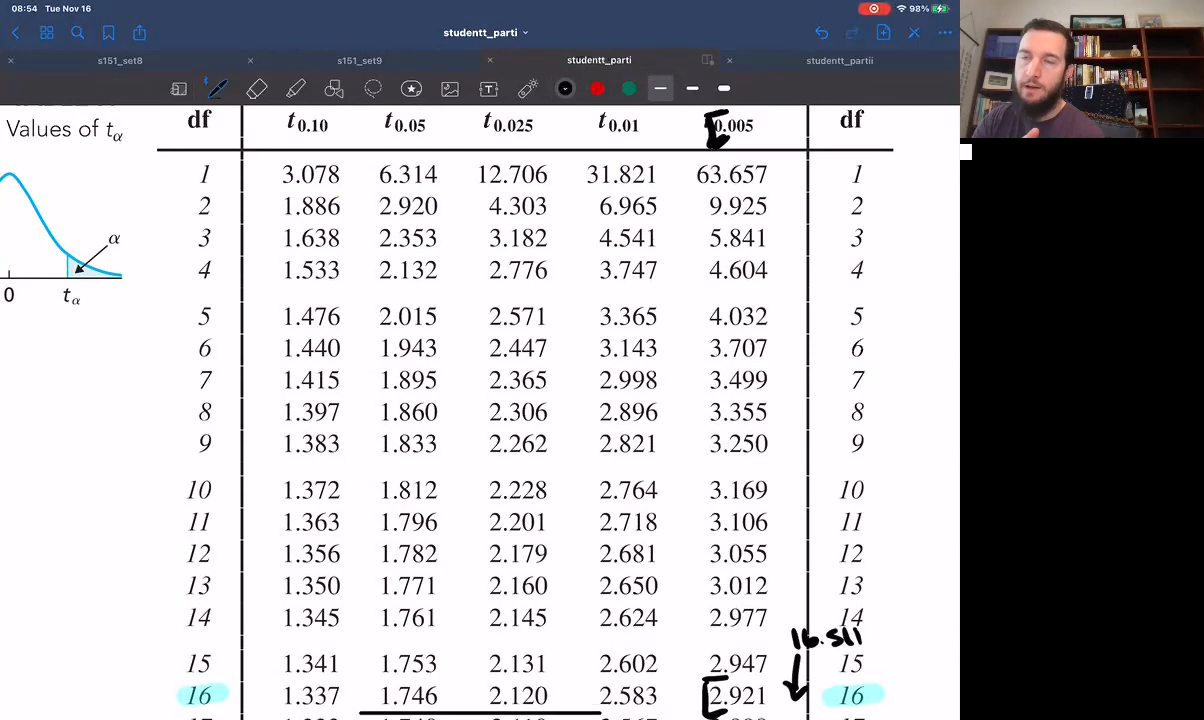 08:54 Tue Nov 16 98%
studentt_parti
s151_set8 s151_set9 studentt_parti studentt_partii
Values of tα
df t0.10 t0.05 t0.025 t0.01 0.005 df
1 3.078 6.314 12.706 31.821 63.657 1
2 1.886 2.920 4.303 6.965 9.925 2
3 1.638 2.353 3.182 4.541 5.841 3
4 1.533 2.132 2.776 3.747 4.604 4
5 1.476 2.015 2.571 3.365 4.032 5
6 1.440 1.943 2.447 3.143 3.707 6
7 1.415 1.895 2.365 2.998 3.499 7
8 1.397 1.860 2.306 2.896 3.355 8
9 1.383 1.833 2.262 2.821 3.250 9
10 1.372 1.812 2.228 2.764 3.169 10
11 1.363 1.796 2.201 2.718 3.106 11
12 1.356 1.782 2.179 2.681 3.055 12
13 1.350 1.771 2.160 2.650 3.012 13
14 1.345 1.761 2.145 2.624 2.977 14
16.511
15 1.341 1.753 2.131 2.602 2.947 15
16 1.337 1.746 2.120 2.583 2.921 16
α
0 tα